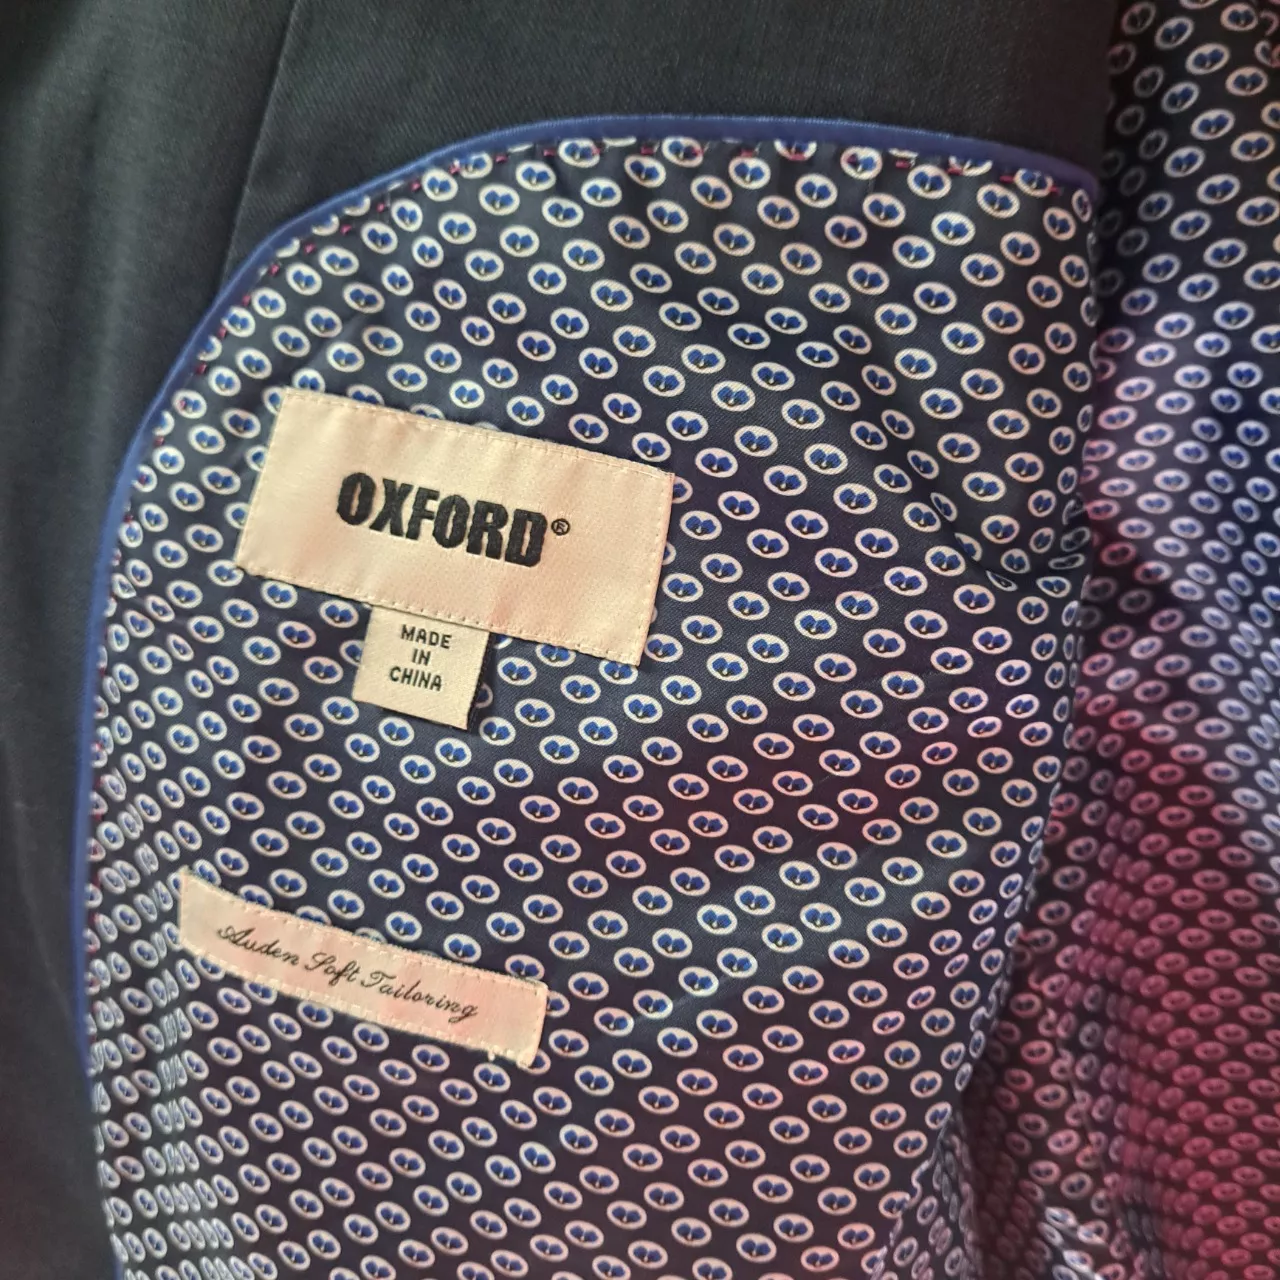 OXFORD®
MADE
IN
CHINA
Auden Soft Tailoring